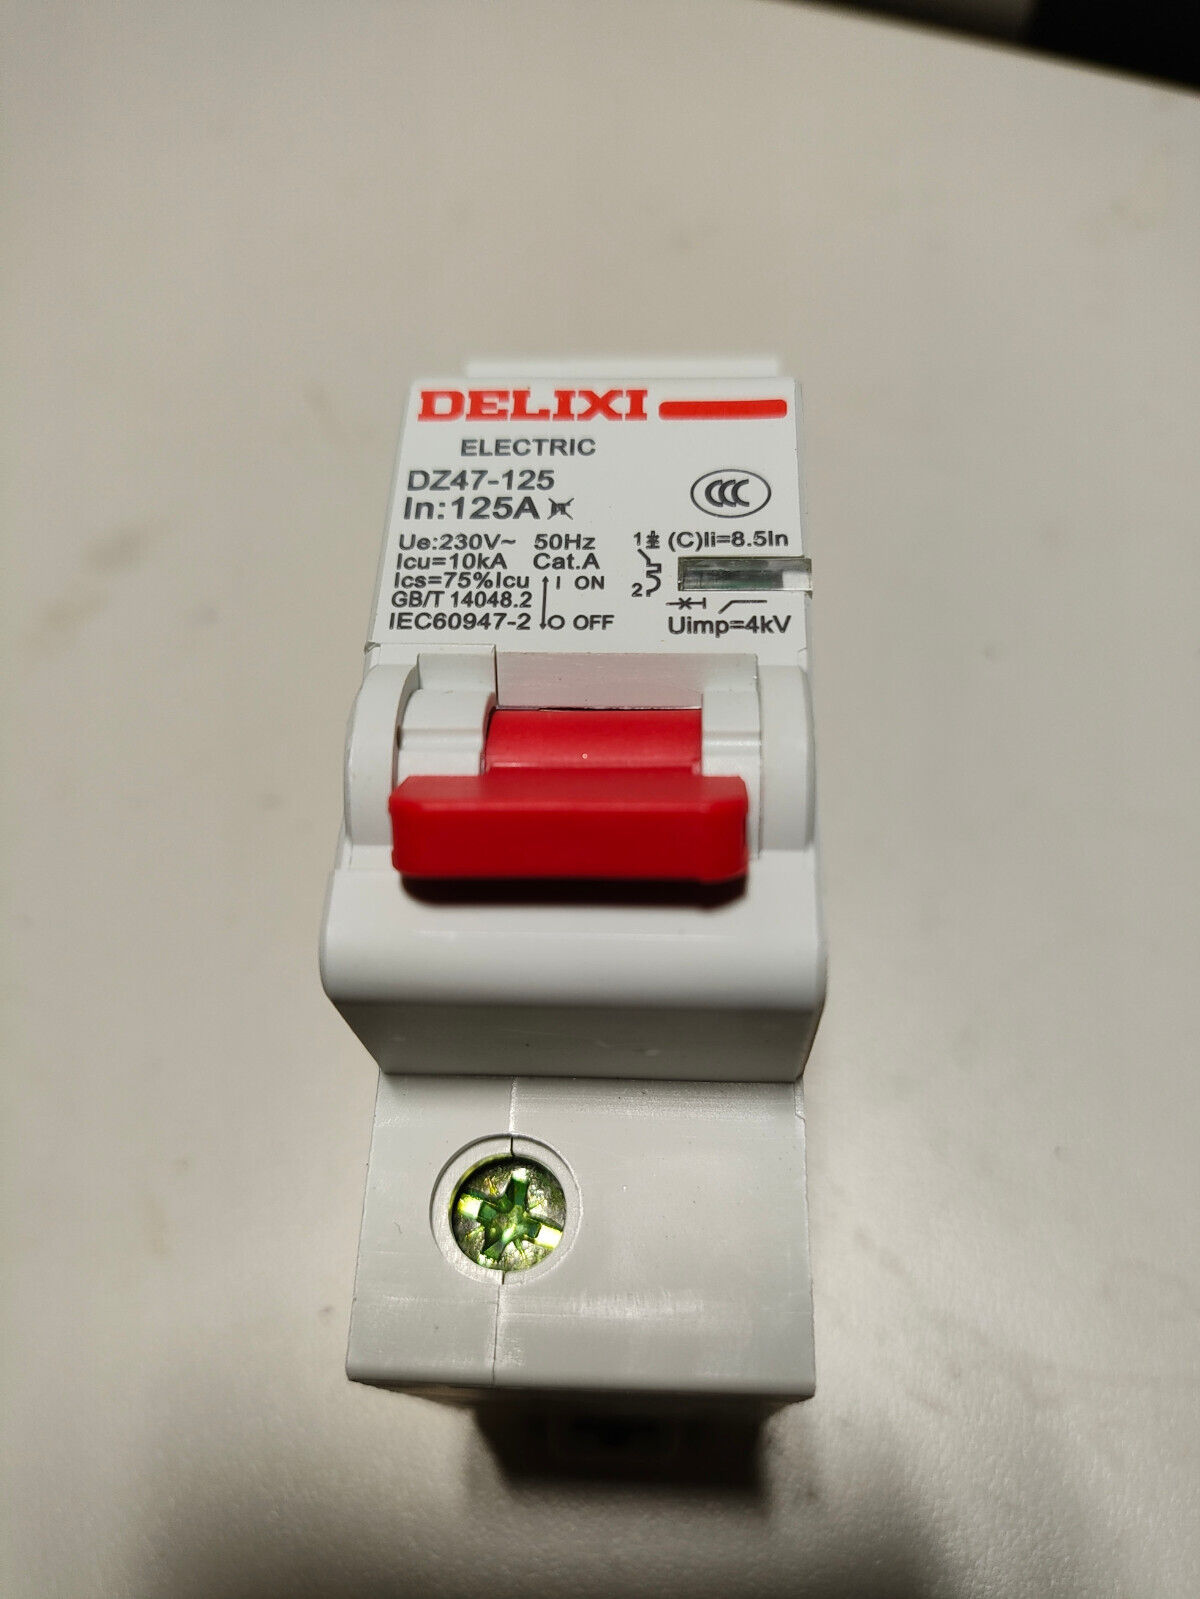 DELIXI
ELECTRIC
DZ47-125
In:125A
CCC
Ue:230V~ 50Hz
Icu=10kA Cat.A
Ics=75%Icu I ON
GB/T 14048.2
IEC60947-2 O OFF
1 (C)Ii=8.5In
2
Uimp=4kV